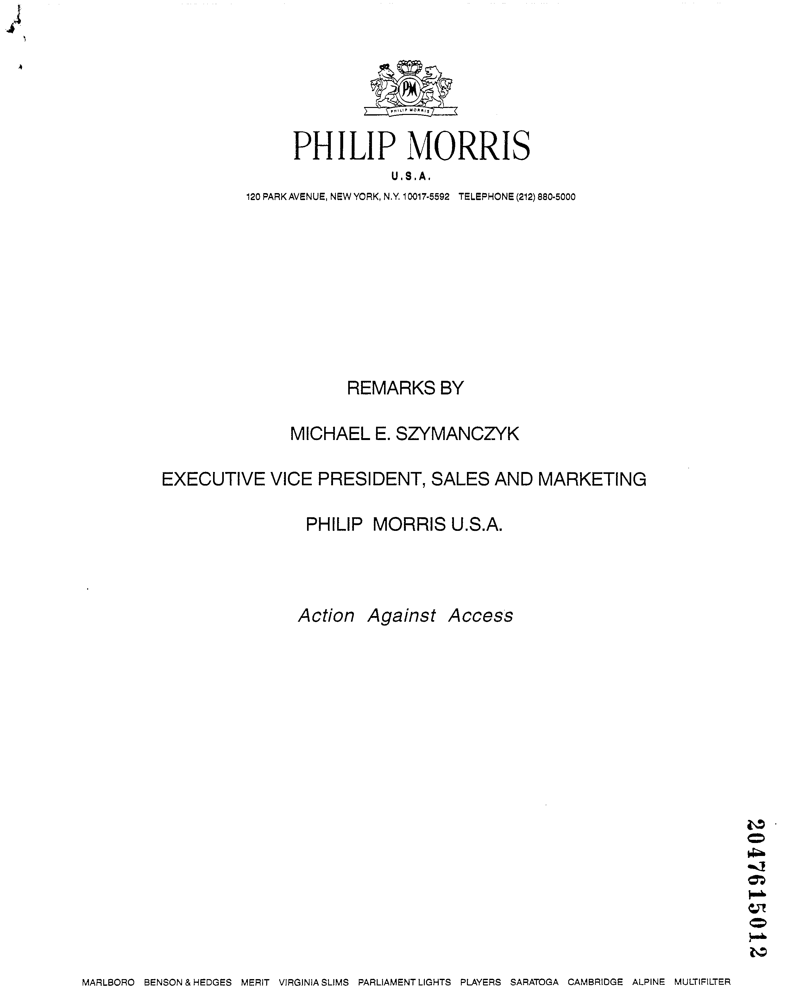 PM
PHILIP MORRIS
PHILIP MORRIS
U.S.A.
120 PARK AVENUE, NEW YORK, N.Y. 10017-5592 TELEPHONE (212) 880-5000
REMARKS BY
MICHAEL E. SZYMANCZYK
EXECUTIVE VICE PRESIDENT, SALES AND MARKETING
PHILIP MORRIS U.S.A.
Action Against Access
2047615012
MARLBORO BENSON & HEDGES MERIT VIRGINIA SLIMS PARLIAMENT LIGHTS PLAYERS SARATOGA CAMBRIDGE ALPINE MULTIFILTER